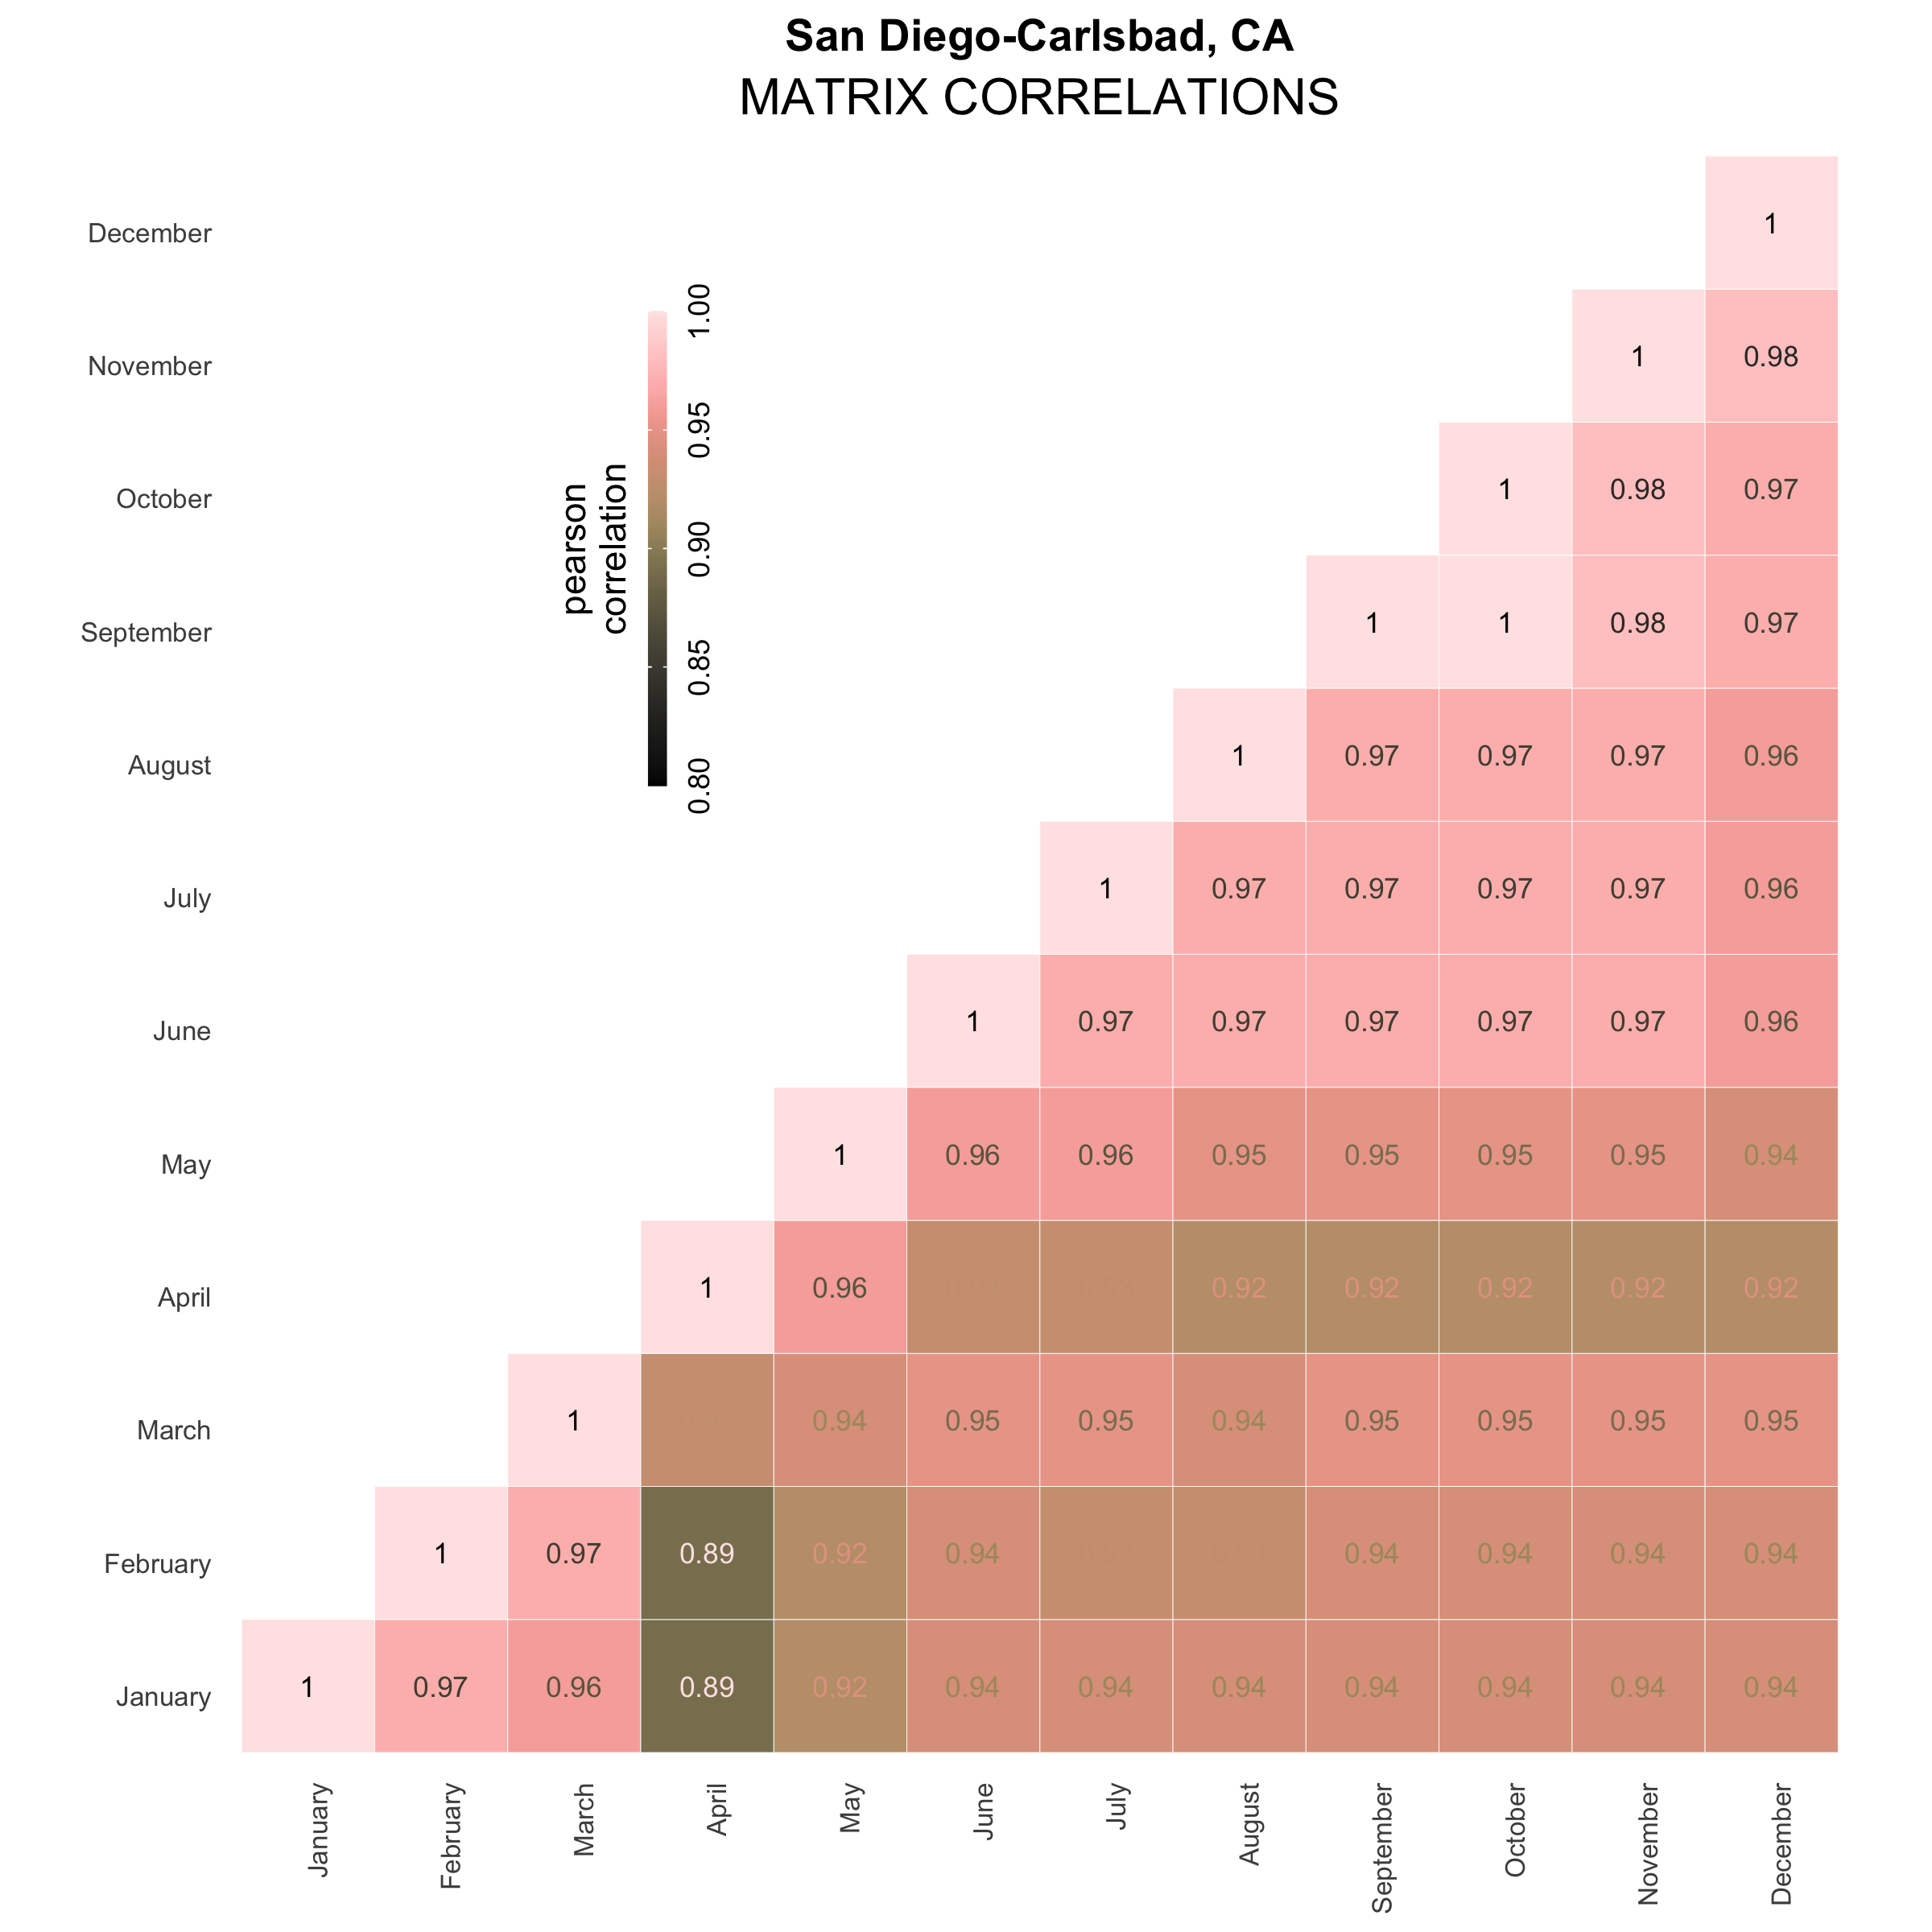 San Diego-Carlsbad, CA
MATRIX CORRELATIONS
pearson
correlation
1.00
0.95
0.90
0.85
0.80
December 1
November 1 0.98
October 1 0.98 0.97
September 1 1 0.98 0.97
August 1 0.97 0.97 0.97 0.96
July 1 0.97 0.97 0.97 0.97 0.96
June 1 0.97 0.97 0.97 0.97 0.97 0.96
May 1 0.96 0.96 0.95 0.95 0.95 0.95 0.94
April 1 0.96 0.92 0.92 0.92 0.92 0.92
March 1 0.94 0.95 0.95 0.94 0.95 0.95 0.95 0.95
February 1 0.97 0.89 0.92 0.94 0.94 0.94 0.94 0.94
January 1 0.97 0.96 0.89 0.92 0.94 0.94 0.94 0.94 0.94 0.94 0.94
January February March April May June July August September October November December